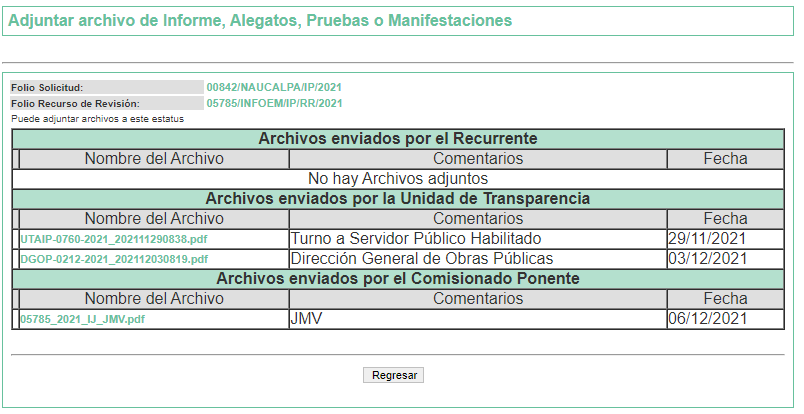 Adjuntar archivo de Informe, Alegatos, Pruebas o Manifestaciones
Folio Solicitud: 00842/NAUCALPA/IP/2021
Folio Recurso de Revisión: 05785/INFOEM/IP/RR/2021
Puede adjuntar archivos a este estatus
Archivos enviados por el Recurrente
Nombre del Archivo Comentarios Fecha
No hay Archivos adjuntos
Archivos enviados por la Unidad de Transparencia
Nombre del Archivo Comentarios Fecha
UTAIP-0760-2021_202111290838.pdf Turno a Servidor Público Habilitado 29/11/2021
DGOP-0212-2021_202112030819.pdf Dirección General de Obras Públicas 03/12/2021
Archivos enviados por el Comisionado Ponente
Nombre del Archivo Comentarios Fecha
05785_2021_IJ_JMV.pdf JMV 06/12/2021
Regresar